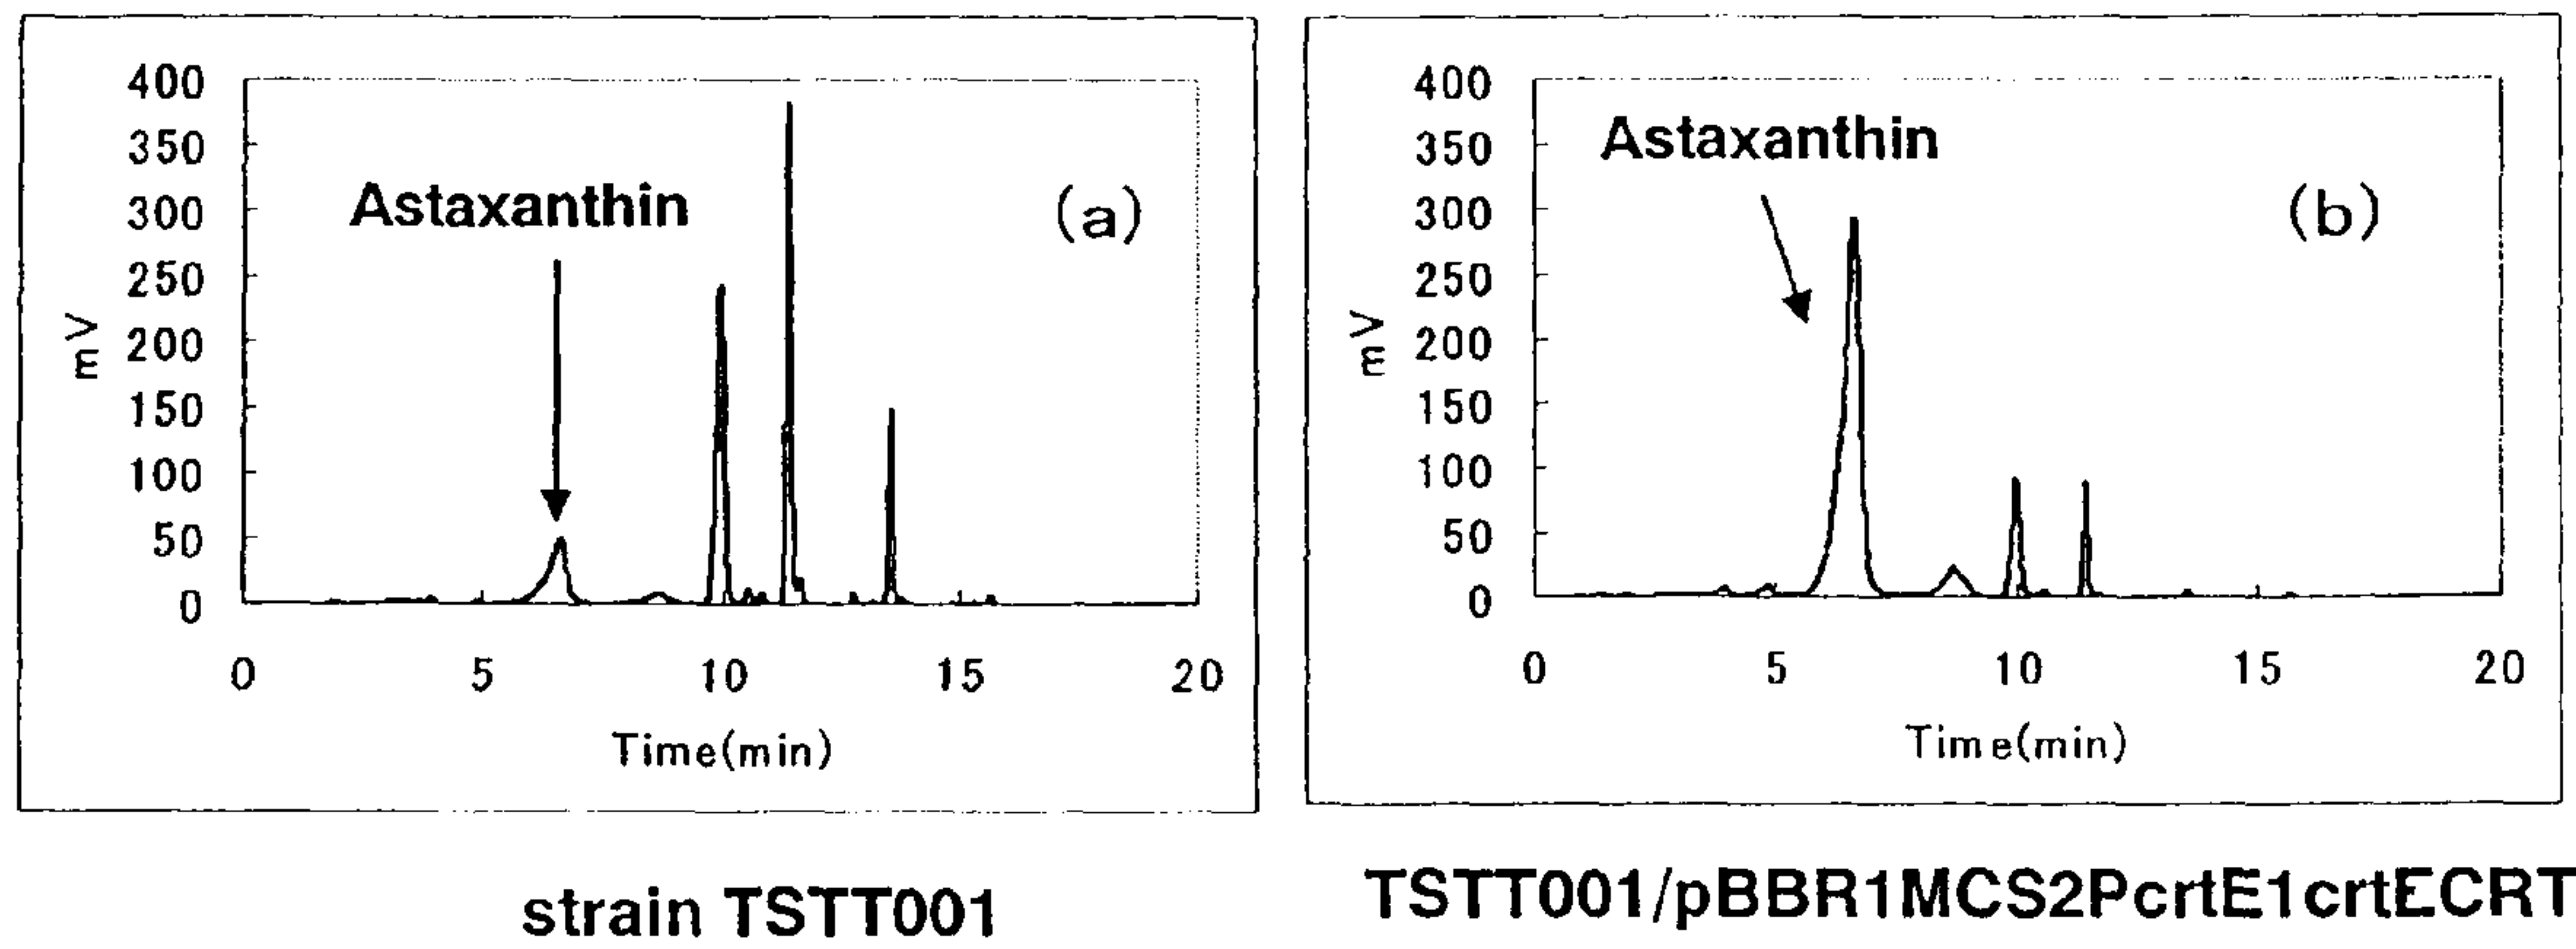 400
350
300
250
200
150
100
50
0
mV
Astaxanthin
(a)
0 5 10 15 20
Time(min)
strain TSTT001
400
350
300
250
200
150
100
50
0
mV
Astaxanthin
(b)
0 5 10 15 20
Time(min)
TSTT001/pBBR1MCS2PcrtE1crtECRT